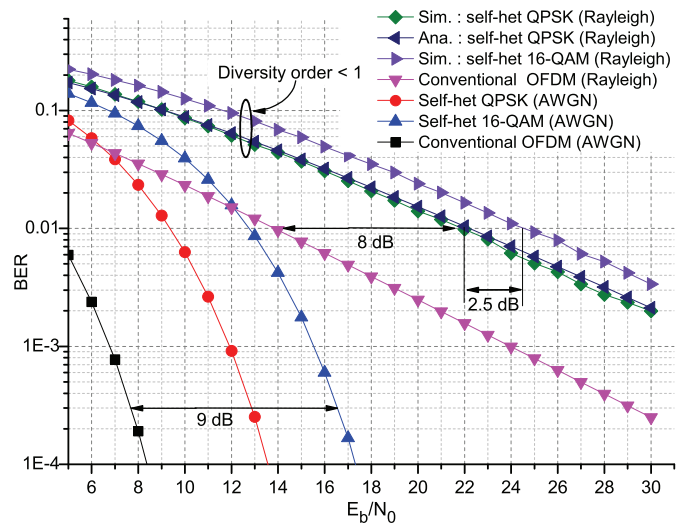 Sim. : self-het QPSK (Rayleigh)
Ana. : self-het QPSK (Rayleigh)
Sim. : self-het 16-QAM (Rayleigh)
Conventional OFDM (Rayleigh)
Self-het QPSK (AWGN)
Self-het 16-QAM (AWGN)
Conventional OFDM (AWGN)
Diversity order < 1
0.1
0.01
1E-3
1E-4
BER
8 dB
2.5 dB
9 dB
6 8 10 12 14 16 18 20 22 24 26 28 30
Eb/N0